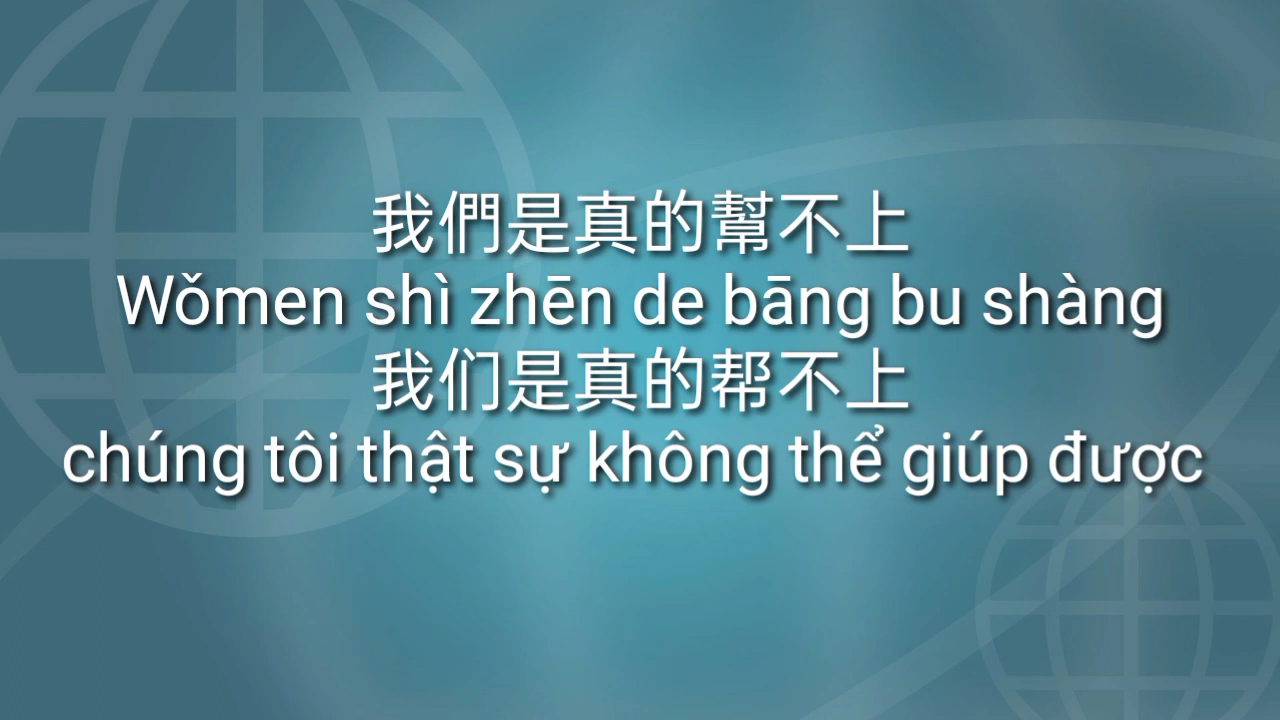 我們是真的幫不上
Wǒmen shì zhēn de bāng bu shàng
我们是真的帮不上
chúng tôi thật sự không thể giúp được